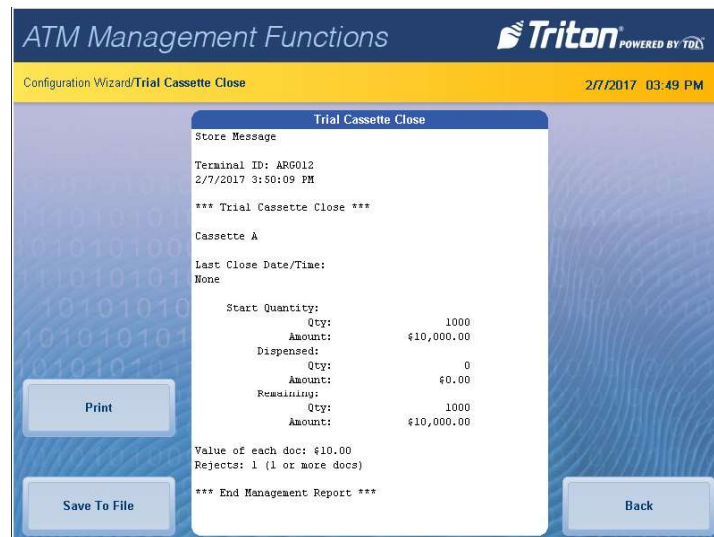 ATM Management Functions
Triton POWERED BY TDL
Configuration Wizard/Trial Cassette Close 2/7/2017 03:49 PM
Trial Cassette Close
Store Message
Terminal ID: ARG012
2/7/2017 3:50:09 PM
*** Trial Cassette Close ***
Cassette A
Last Close Date/Time:
None
Start Quantity:
Qty: 1000
Amount: $10,000.00
Dispensed:
Qty: 0
Amount: $0.00
Remaining:
Qty: 1000
Amount: $10,000.00
Value of each doc: $10.00
Rejects: 1 (1 or more docs)
*** End Management Report ***
Print
Save To File
Back